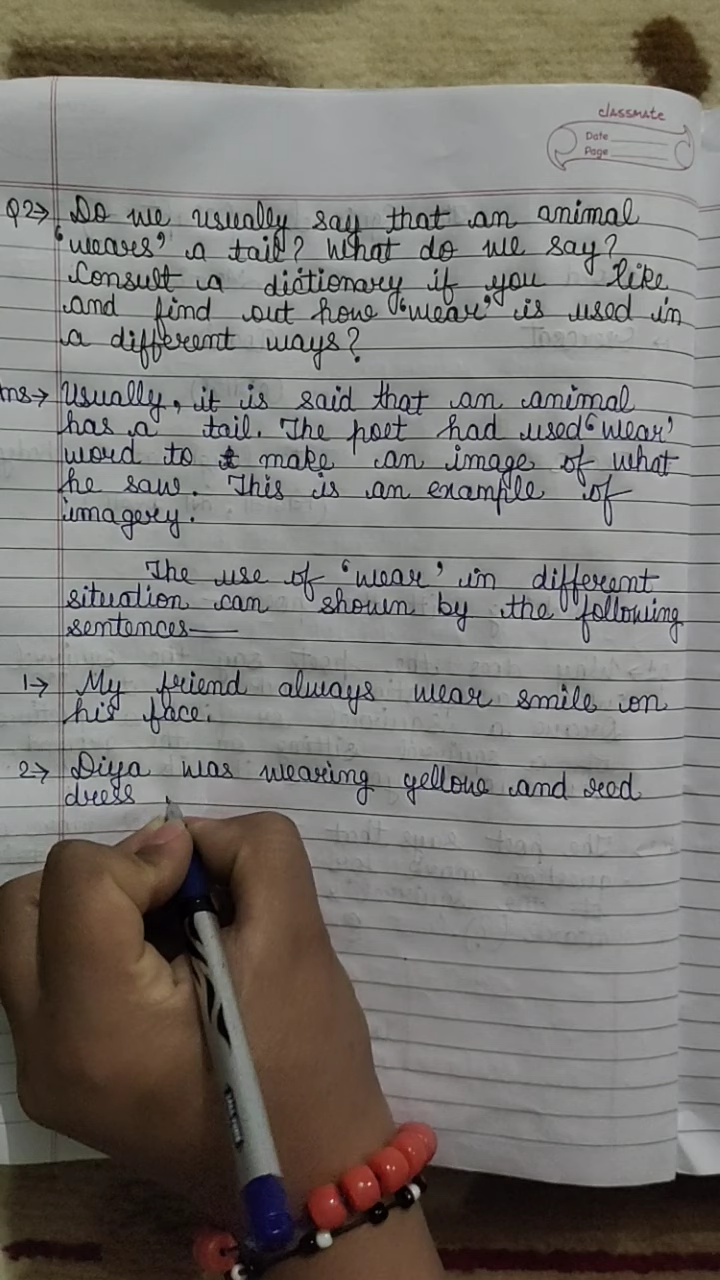 classmate
Date
Page
Q2→ Do we usually say that an animal
'wears' a tail? What do we say?
Consult a dictionary if you like
and find out how 'wear' is used in
a different ways?
Ans→ Usually, it is said that an animal
has a tail. The poet had used 'wear'
word to make an image of what
he saw. This is an example of
imagery.
The use of 'wear' in different
situation can shown by the following
sentences—
1→ My friend always wear smile on
his face.
2→ Diya was wearing yellow and red
dress